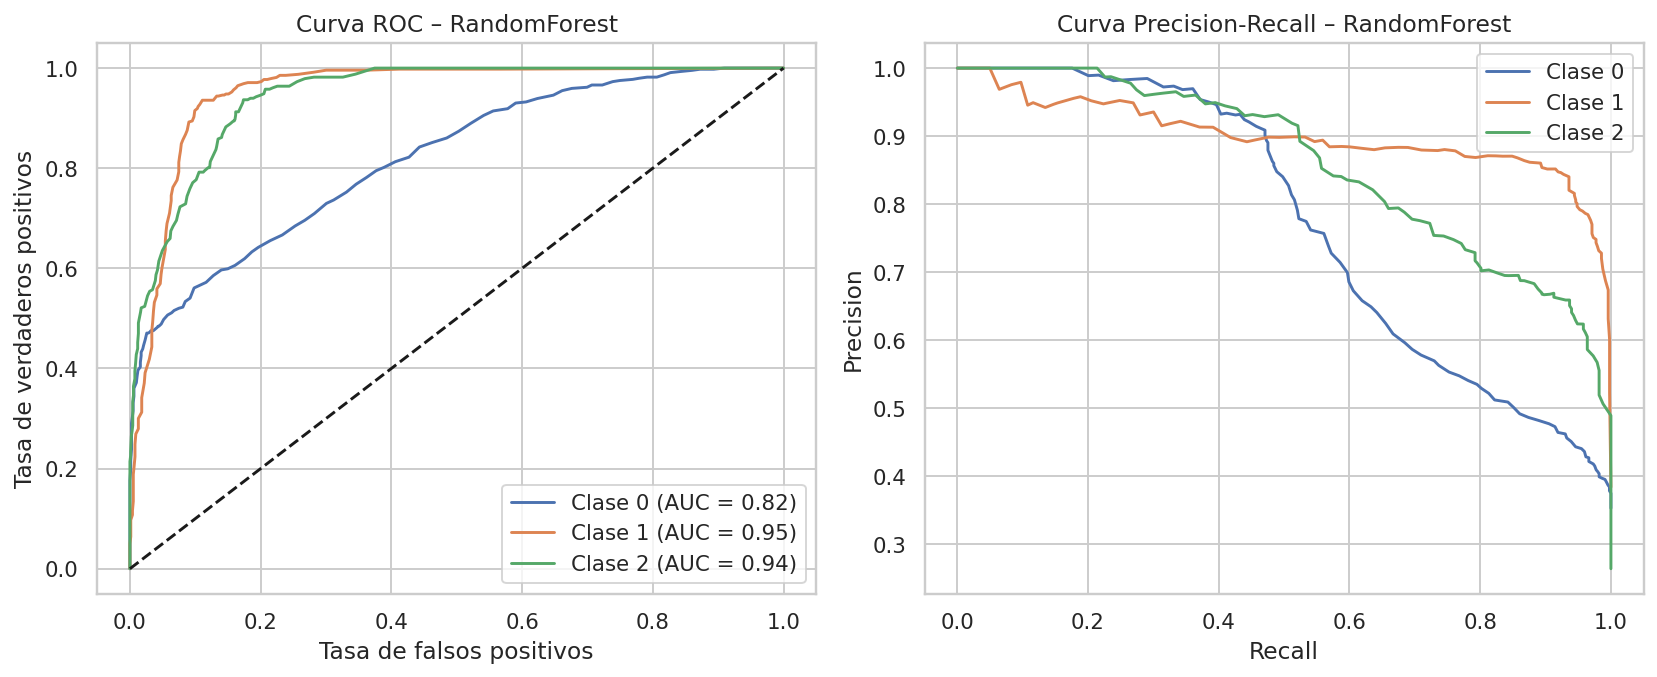 Curva ROC – RandomForest
Tasa de verdaderos positivos
1.0
0.8
0.6
0.4
0.2
0.0
0.0 0.2 0.4 0.6 0.8 1.0
Tasa de falsos positivos
Clase 0 (AUC = 0.82)
Clase 1 (AUC = 0.95)
Clase 2 (AUC = 0.94)
Curva Precision-Recall – RandomForest
Precision
1.0
0.9
0.8
0.7
0.6
0.5
0.4
0.3
0.0 0.2 0.4 0.6 0.8 1.0
Recall
Clase 0
Clase 1
Clase 2